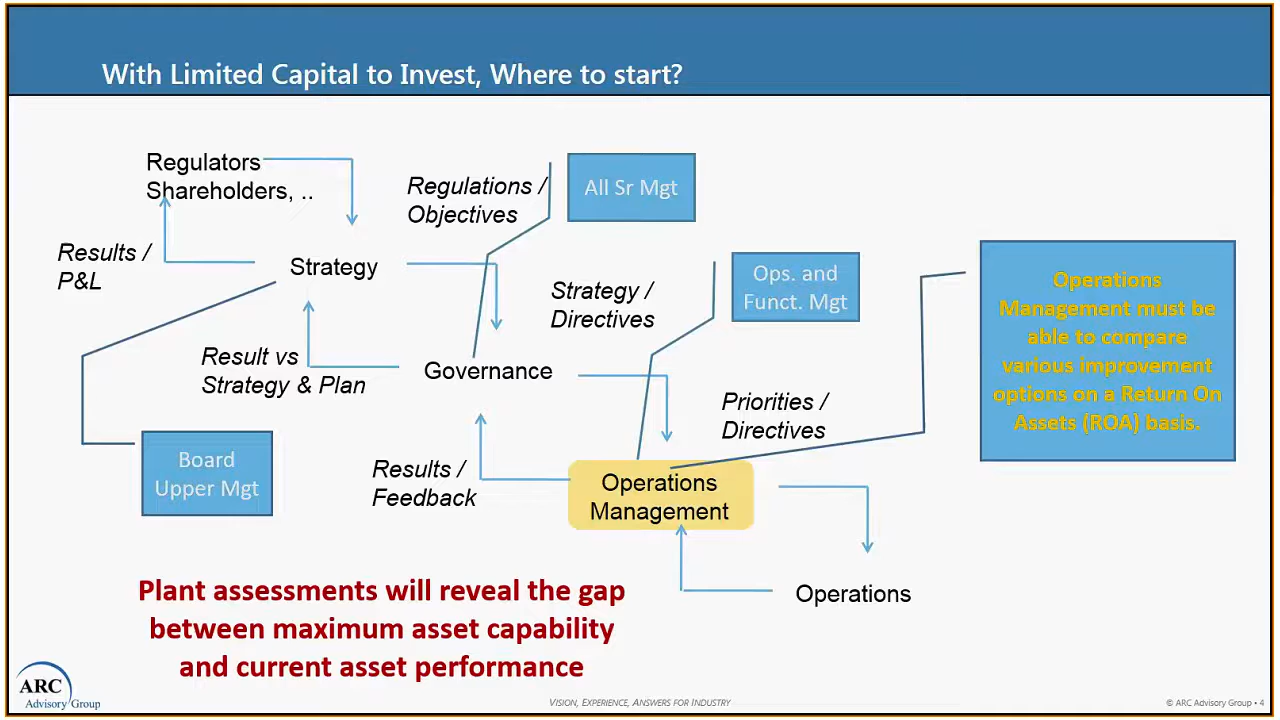 With Limited Capital to Invest, Where to start?
Regulators
Shareholders, ..
Regulations /
Objectives
All Sr Mgt
Results /
P&L
Strategy
Strategy /
Directives
Ops. and
Funct. Mgt
Operations
Management must be
able to compare
various improvement
options on a Return On
Assets (ROA) basis.
Result vs
Strategy & Plan
Governance
Priorities /
Directives
Board
Upper Mgt
Results /
Feedback
Operations
Management
Operations
Plant assessments will reveal the gap
between maximum asset capability
and current asset performance
ARC
Advisory Group
VISION, EXPERIENCE, ANSWERS FOR INDUSTRY
© ARC Advisory Group • 4